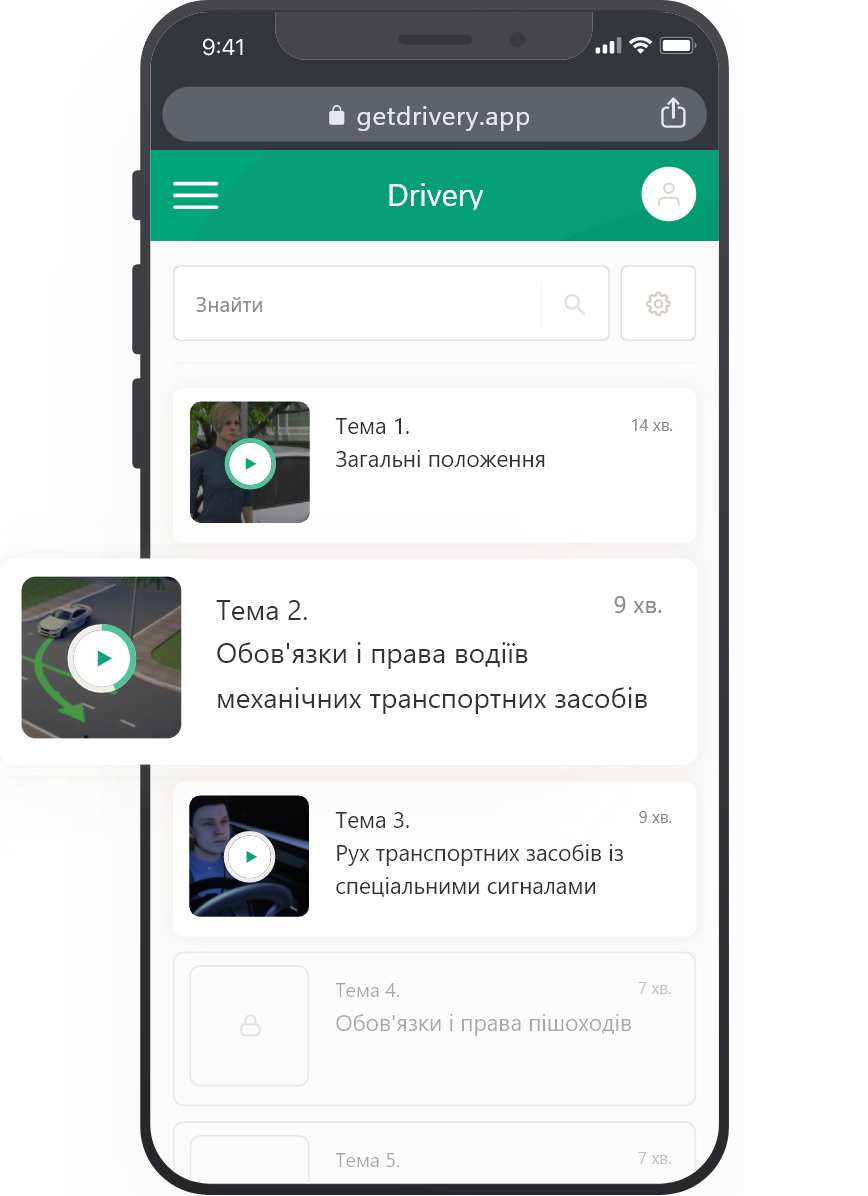 9:41
getdrivery.app
Drivery
Знайти
Тема 1.
14 хв.
Загальні положення
Тема 2.
9 хв.
Обов'язки і права водіїв
механічних транспортних засобів
Тема 3.
9 хв.
Рух транспортних засобів із
спеціальними сигналами
Тема 4.
7 хв.
Обов'язки і права пішоходів
Тема 5.
7 хв.